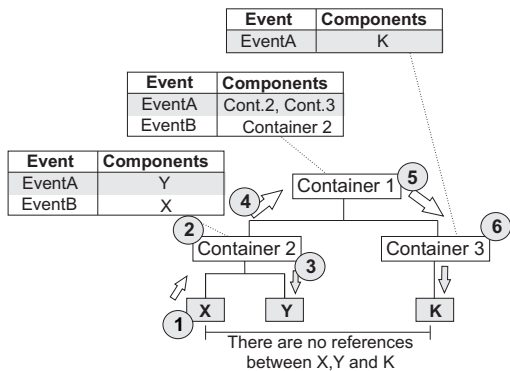 Event Components
EventA K
Event Components
EventA Cont.2, Cont.3
EventB Container 2
Event Components
EventA Y
EventB X
Container 1
5
4
2
Container 2
3
Container 3
6
1
X
Y
K
There are no references
between X,Y and K